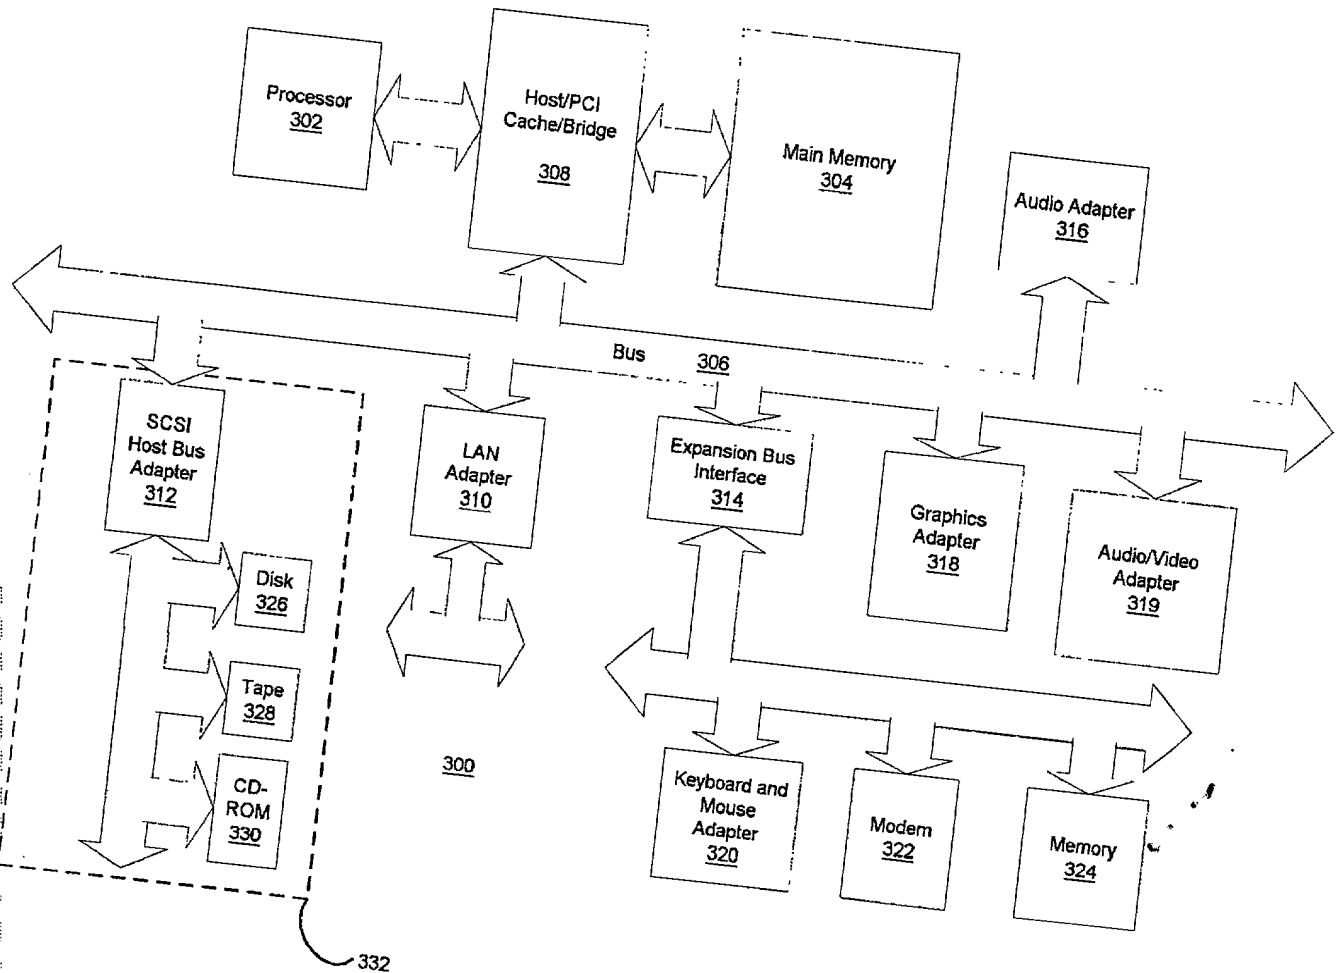 Processor
302
Host/PCI
Cache/Bridge
308
Main Memory
304
Audio Adapter
316
Bus 306
SCSI
Host Bus
Adapter
312
LAN
Adapter
310
Expansion Bus
Interface
314
Graphics
Adapter
318
Audio/Video
Adapter
319
Disk
326
Tape
328
CD-
ROM
330
300
Keyboard and
Mouse
Adapter
320
Modem
322
Memory
324
332